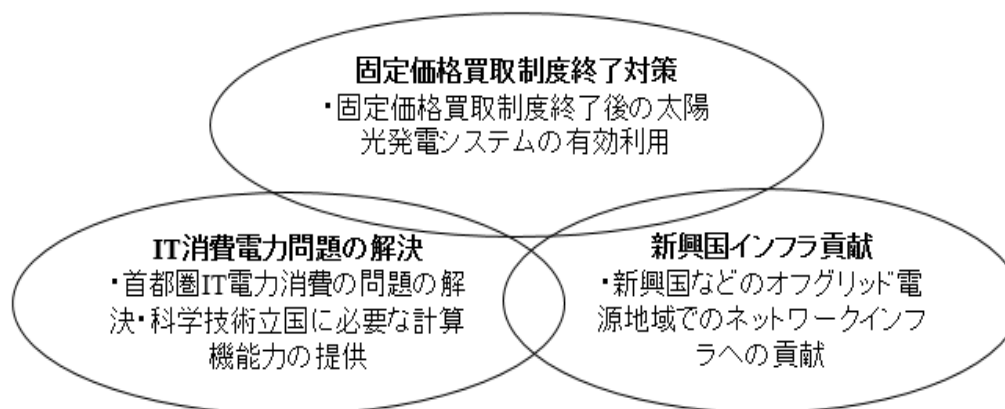 固定価格買取制度終了対策
・固定価格買取制度終了後の太陽
光発電システムの有効利用
IT消費電力問題の解決
・首都圏IT電力消費の問題の解
決・科学技術立国に必要な計算
機能力の提供
新興国インフラ貢献
・新興国などのオフグリッド電
源地域でのネットワークインフ
ラへの貢献